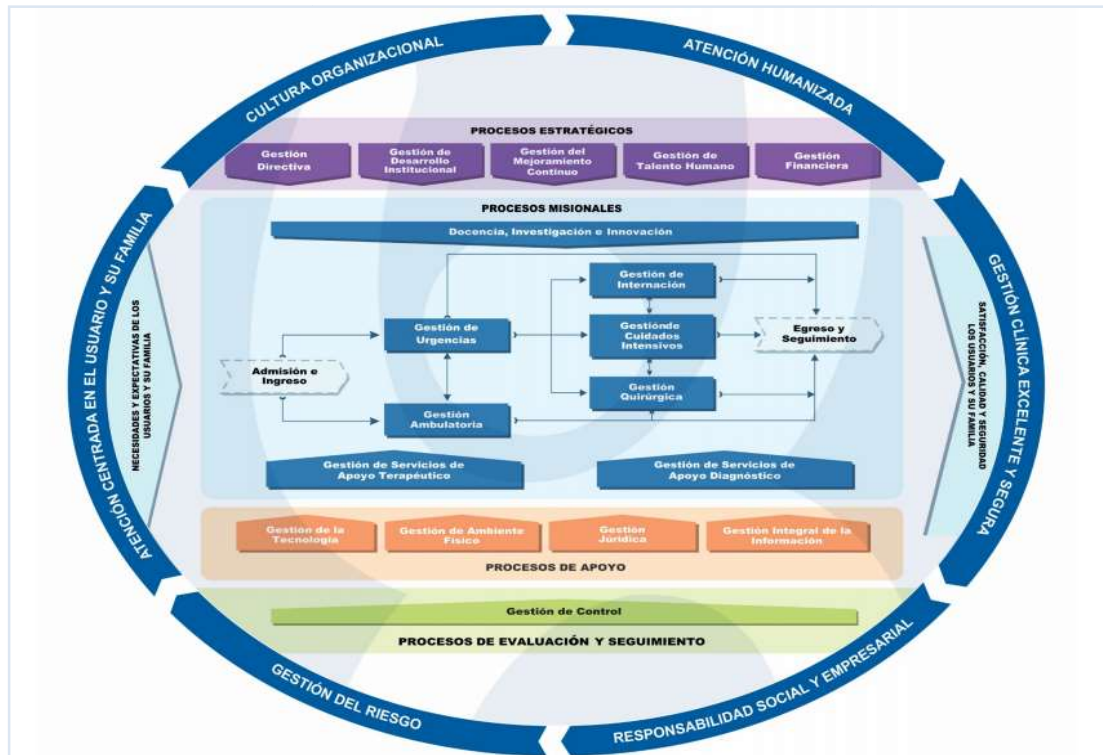 CULTURA ORGANIZACIONAL
ATENCIÓN HUMANIZADA
PROCESOS ESTRATÉGICOS
Gestión
Directiva
Gestión de
Desarrollo
Institucional
Gestión del
Mejoramiento
Continuo
Gestión de
Talento Humano
Gestión
Financiera
PROCESOS MISIONALES
Docencia, Investigación e Innovación
ATENCIÓN CENTRADA EN EL USUARIO Y SU FAMILIA
NECESIDADES Y EXPECTATIVAS DE LOS
USUARIOS Y SU FAMILIA
Admisión e
Ingreso
Gestión de
Urgencias
Gestión
Ambulatoria
Gestión de
Internación
Gestiónde
Cuidados
Intensivos
Gestión
Quirúrgica
Egreso y
Seguimiento
SATISFACCIÓN, CALIDAD Y SEGURIDAD
LOS USUARIOS Y SU FAMILIA
GESTIÓN CLÍNICA EXCELENTE Y SEGURA
Gestión de Servicios de
Apoyo Terapéutico
Gestión de Servicios de
Apoyo Diagnóstico
Gestión de la
Tecnología
Gestión de Ambiente
Físico
Gestión
Júridica
Gestión Integral de la
Información
PROCESOS DE APOYO
Gestión de Control
PROCESOS DE EVALUACIÓN Y SEGUIMIENTO
GESTIÓN DEL RIESGO
RESPONSABILIDAD SOCIAL Y EMPRESARIAL